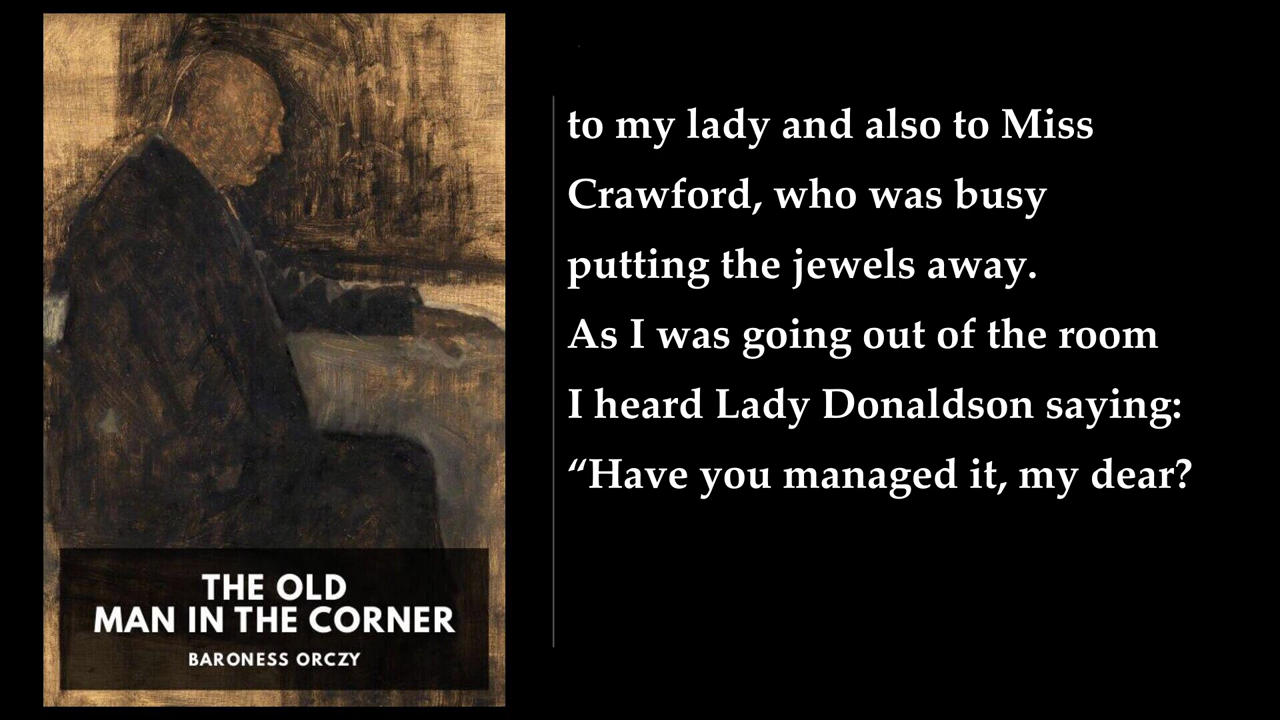 THE OLD
MAN IN THE CORNER
BARONESS ORCZY
to my lady and also to Miss
Crawford, who was busy
putting the jewels away.
As I was going out of the room
I heard Lady Donaldson saying:
“Have you managed it, my dear?